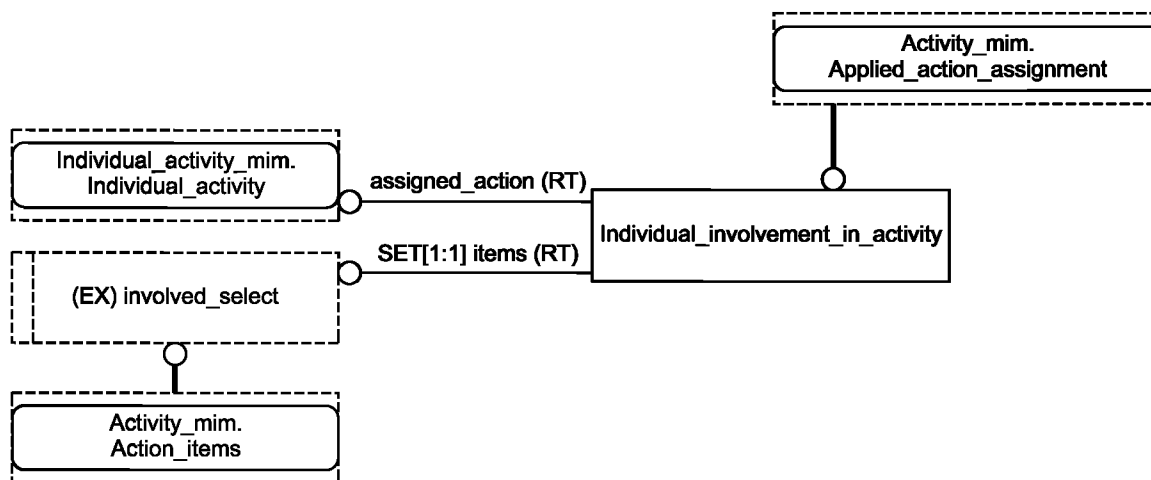 Activity_mim.
Applied_action_assignment
Individual_activity_mim.
Individual_activity
assigned_action (RT)
Individual_involvement_in_activity
SET[1:1] items (RT)
(EX) involved_select
Activity_mim.
Action_items